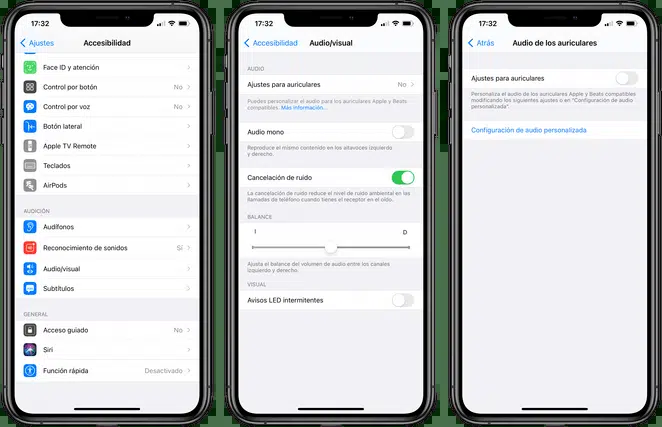 17:32
Ajustes
Accesibilidad
Face ID y atención
Control por botón No
Control por voz No
Botón lateral
Apple TV Remote
Teclados
AirPods
AUDICIÓN
Audífonos
Reconocimiento de sonidos Sí
Audio/visual
Subtítulos
GENERAL
Acceso guiado No
Siri
Función rápida Desactivado
17:32
Accesibilidad
Audio/visual
AUDIO
Ajustes para auriculares No
Puedes personalizar el audio para los auriculares Apple y Beats
compatibles. Más información...
Audio mono
Reproduce el mismo contenido en los altavoces izquierdo
y derecho.
Cancelación de ruido
La cancelación de ruido reduce el nivel de ruido ambiental en las
llamadas de teléfono cuando tienes el receptor en el oído.
BALANCE
I D
Ajusta el balance del volumen de audio entre los canales
izquierdo y derecho.
VISUAL
Avisos LED intermitentes
17:32
Atrás
Audio de los auriculares
Ajustes para auriculares
Personaliza el audio de los auriculares Apple y Beats compatibles
modificando los siguientes ajustes o en "Configuración de audio
personalizada".
Configuración de audio personalizada